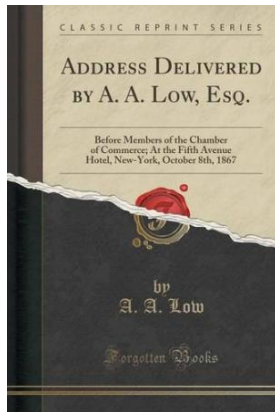 CLASSIC REPRINT SERIES
ADDRESS DELIVERED
BY A. A. LOW, ESQ.
Before Members of the Chamber
of Commerce; At the Fifth Avenue
Hotel, New-York, October 8th, 1867
by
A. A. Low
Forgotten Books